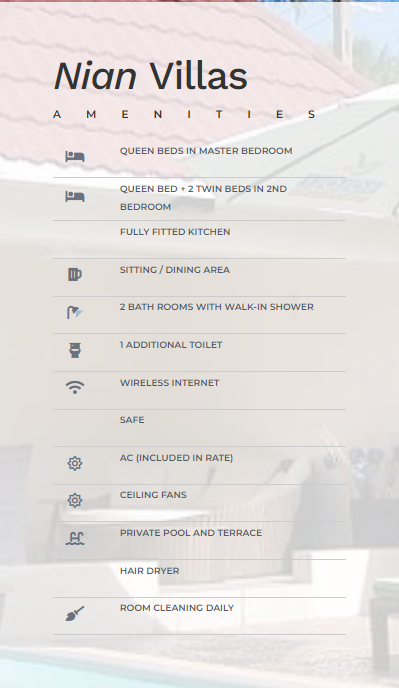 Nian Villas
AMENITIES
QUEEN BEDS IN MASTER BEDROOM
QUEEN BED + 2 TWIN BEDS IN 2ND
BEDROOM
FULLY FITTED KITCHEN
SITTING / DINING AREA
2 BATH ROOMS WITH WALK-IN SHOWER
1 ADDITIONAL TOILET
WIRELESS INTERNET
SAFE
AC (INCLUDED IN RATE)
CEILING FANS
PRIVATE POOL AND TERRACE
HAIR DRYER
ROOM CLEANING DAILY